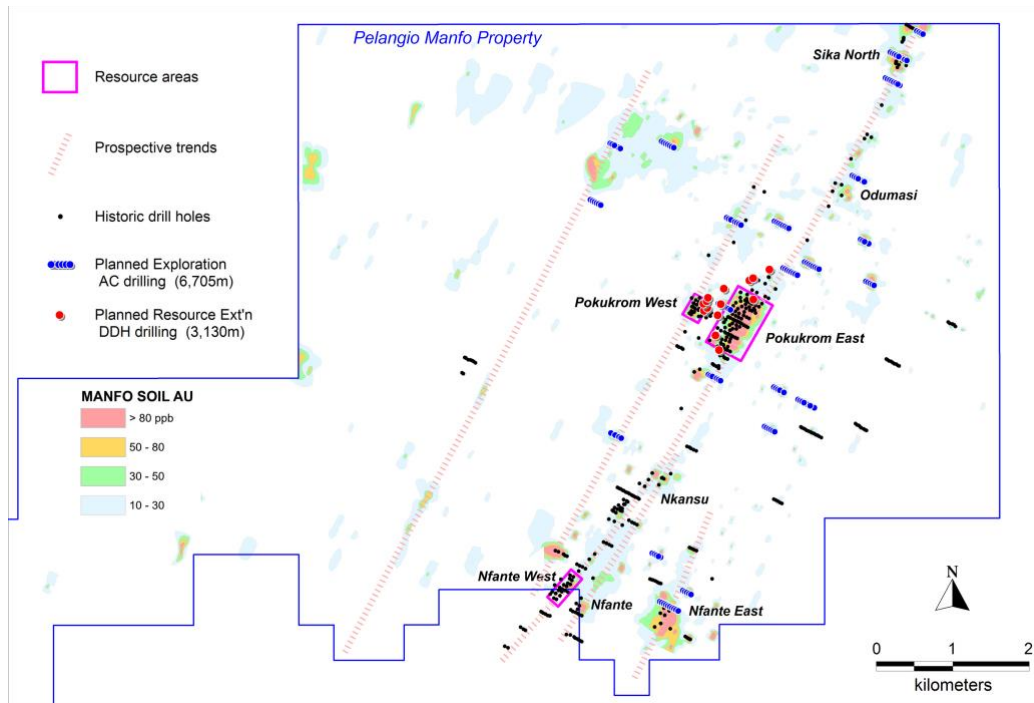 Pelangio Manfo Property
Sika North
Resource areas
Prospective trends
Odumasi
Historic drill holes
Planned Exploration
AC drilling (6,705m)
Pokukrom West
Planned Resource Ext'n
DDH drilling (3,130m)
Pokukrom East
MANFO SOIL AU
> 80 ppb
50 - 80
30 - 50
10 - 30
Nkansu
Nfante West
Nfante
Nfante East
N
0 1 2
kilometers